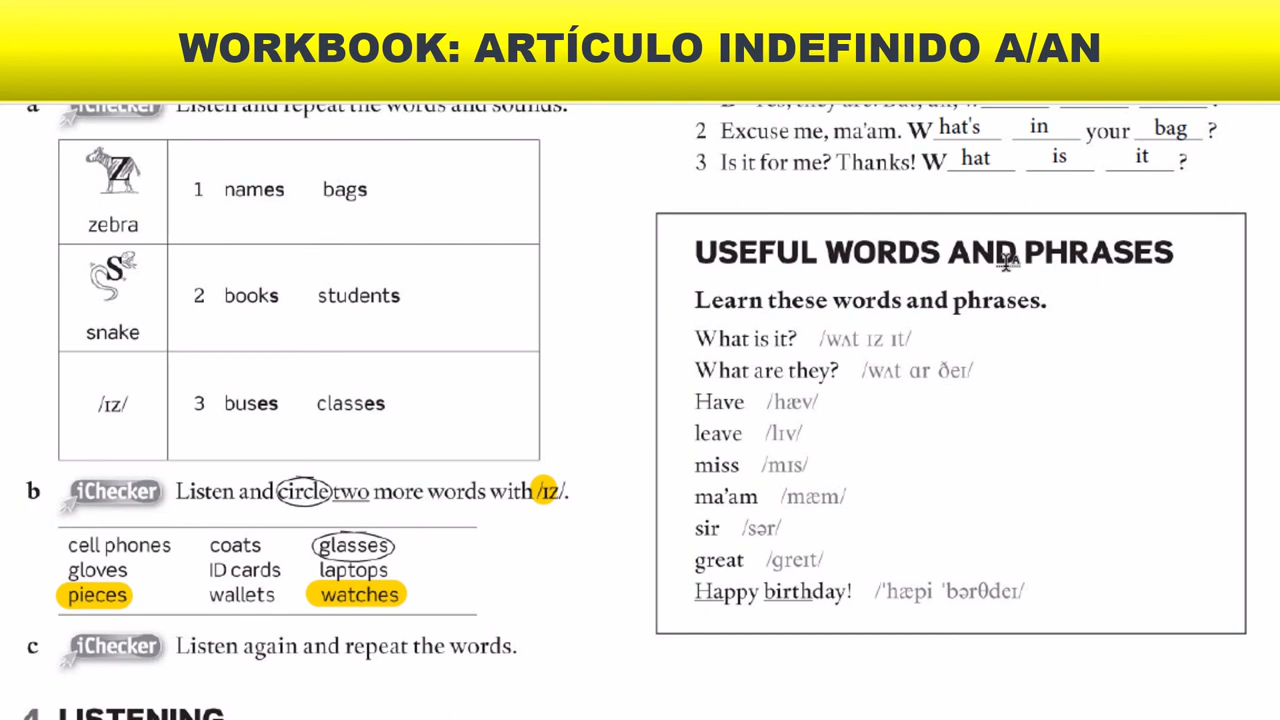 WORKBOOK: ARTÍCULO INDEFINIDO A/AN
a iChecker Listen and repeat the words and sounds.
Z
zebra
1 names bags
S
snake
2 books students
/ɪz/
3 buses classes
b iChecker Listen and circle two more words with /ɪz/.
cell phones coats glasses
gloves ID cards laptops
pieces wallets watches
c iChecker Listen again and repeat the words.
4 LISTENING
2 Excuse me, ma'am. What's in your bag ?
3 Is it for me? Thanks! What is it ?
USEFUL WORDS AND PHRASES
Learn these words and phrases.
What is it? /wʌt ɪz ɪt/
What are they? /wʌt ɑr ðeɪ/
Have /hæv/
leave /lɪv/
miss /mɪs/
ma'am /mæm/
sir /sər/
great /ɡreɪt/
Happy birthday! /ˈhæpi ˈbərθdeɪ/